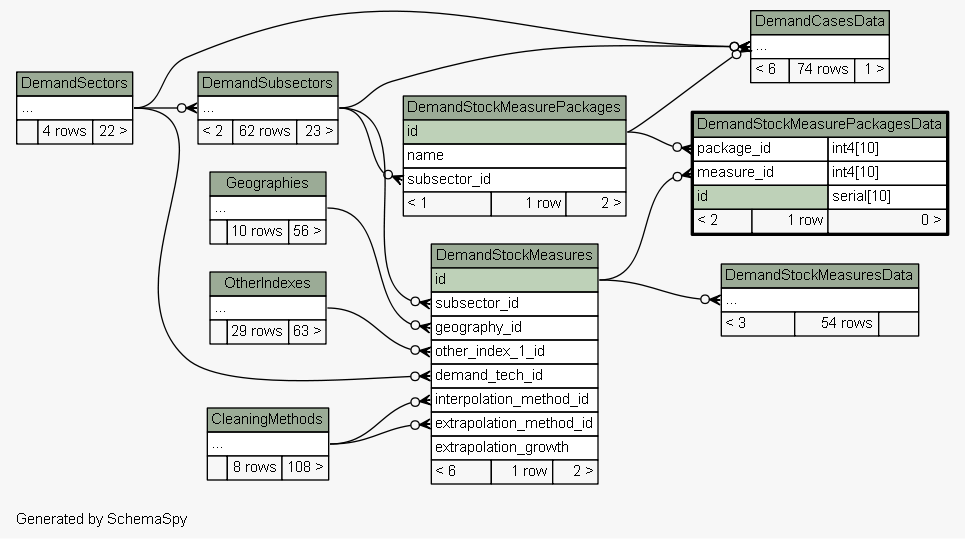 DemandCasesData
...
< 6 74 rows 1 >
DemandSectors
...
4 rows 22 >
DemandSubsectors
...
< 2 62 rows 23 >
DemandStockMeasurePackages
id
name
subsector_id
< 1 1 row 2 >
DemandStockMeasurePackagesData
package_id int4[10]
measure_id int4[10]
id serial[10]
< 2 1 row 0 >
Geographies
...
10 rows 56 >
OtherIndexes
...
29 rows 63 >
DemandStockMeasures
id
subsector_id
geography_id
other_index_1_id
demand_tech_id
interpolation_method_id
extrapolation_method_id
extrapolation_growth
< 6 1 row 2 >
DemandStockMeasuresData
...
< 3 54 rows
CleaningMethods
...
8 rows 108 >
Generated by SchemaSpy